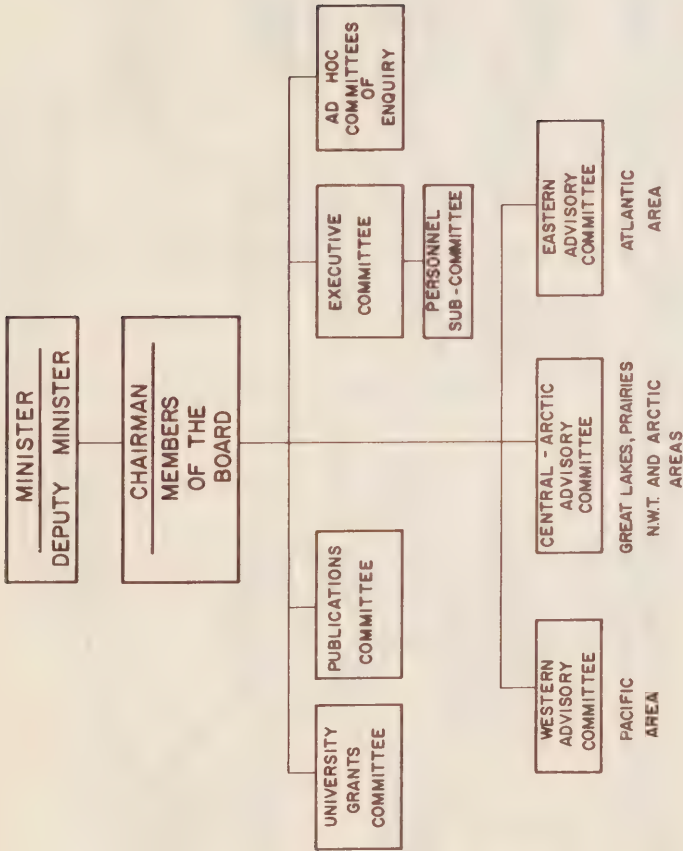 MINISTER
DEPUTY MINISTER
CHAIRMAN
MEMBERS
OF THE
BOARD
UNIVERSITY
GRANTS
COMMITTEE
PUBLICATIONS
COMMITTEE
EXECUTIVE
COMMITTEE
AD HOC
COMMITTEES
OF
ENQUIRY
PERSONNEL
SUB-COMMITTEE
WESTERN
ADVISORY
COMMITTEE
PACIFIC
AREA
CENTRAL-ARCTIC
ADVISORY
COMMITTEE
GREAT LAKES, PRAIRIES
N.W.T. AND ARCTIC
AREAS
EASTERN
ADVISORY
COMMITTEE
ATLANTIC
AREA